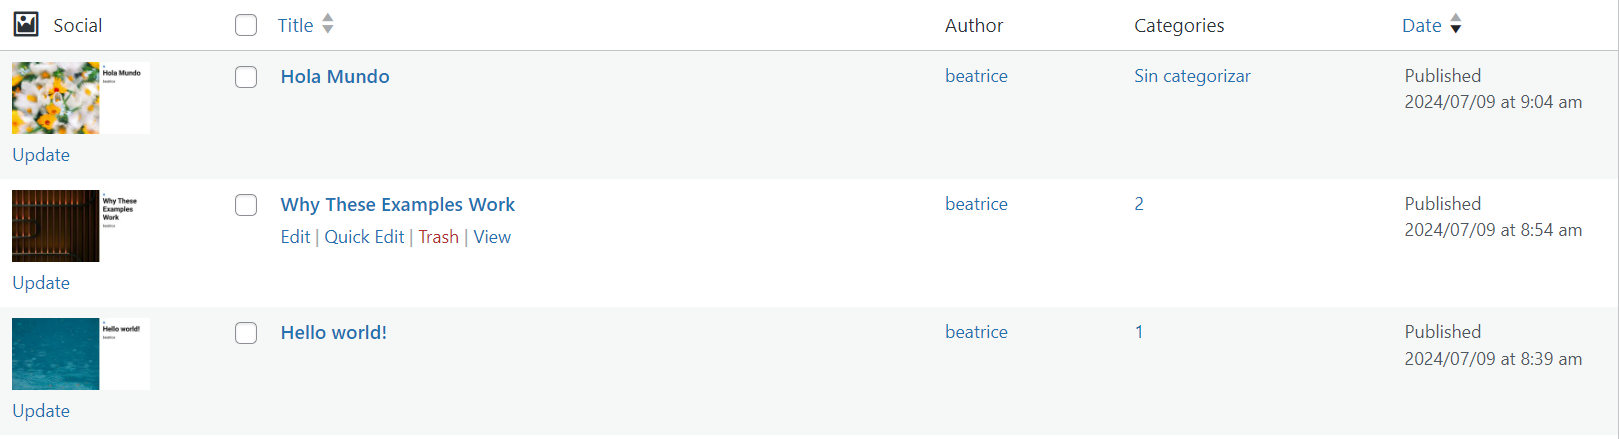 Social Title Author Categories Date
Hola Mundo
beatrice
Hola Mundo beatrice Sin categorizar Published
2024/07/09 at 9:04 am
Update
Why These
Examples
Work
beatrice
Why These Examples Work beatrice 2 Published
Edit | Quick Edit | Trash | View 2024/07/09 at 8:54 am
Update
Hello world!
beatrice
Hello world! beatrice 1 Published
2024/07/09 at 8:39 am
Update